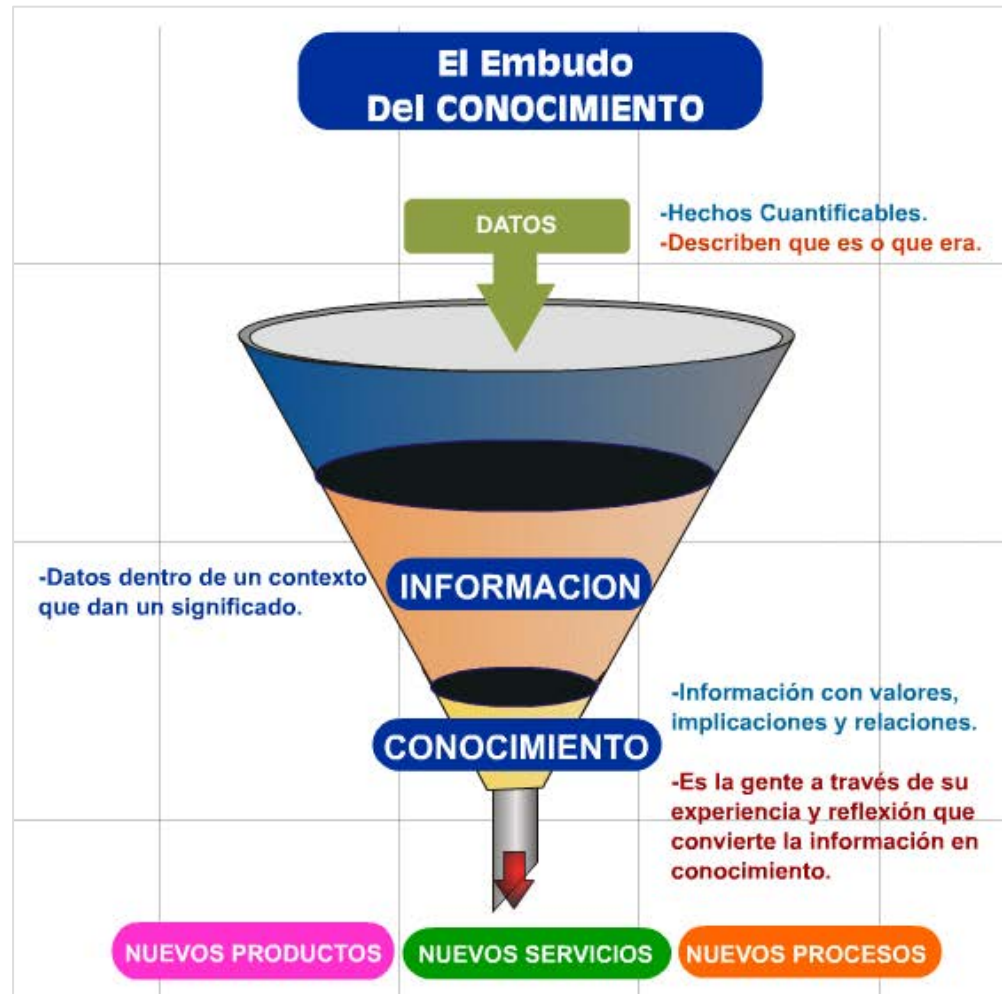 El Embudo
Del CONOCIMIENTO
DATOS
-Hechos Cuantificables.
-Describen que es o que era.
-Datos dentro de un contexto
que dan un significado.
INFORMACION
-Información con valores,
implicaciones y relaciones.
CONOCIMIENTO
-Es la gente a través de su
experiencia y reflexión que
convierte la información en
conocimiento.
NUEVOS PRODUCTOS
NUEVOS SERVICIOS
NUEVOS PROCESOS